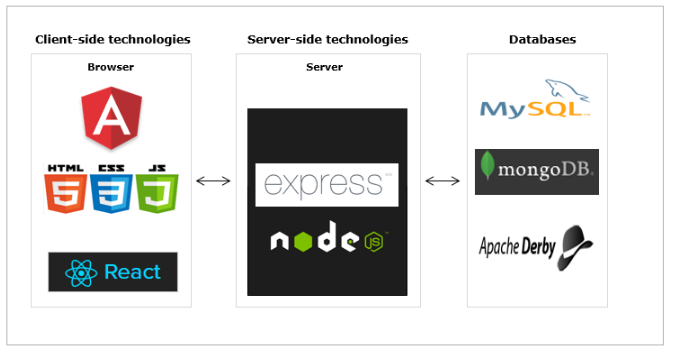 Client-side technologies
Server-side technologies
Databases
Browser
Server
A
HTML CSS JS
5 3 J
express
node
JS
React
MySQL
mongoDB
Apache Derby